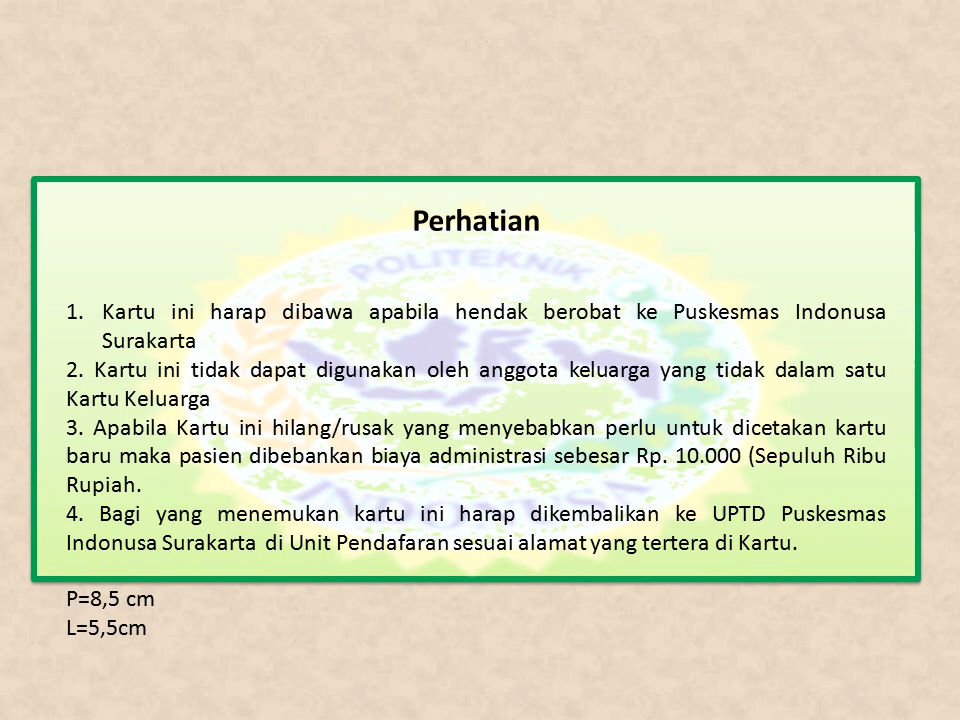 Perhatian
POLITEKNIK
1. Kartu ini harap dibawa apabila hendak berobat ke Puskesmas Indonusa
Surakarta
2. Kartu ini tidak dapat digunakan oleh anggota keluarga yang tidak dalam satu
Kartu Keluarga
3. Apabila Kartu ini hilang/rusak yang menyebabkan perlu untuk dicetakan kartu
baru maka pasien dibebankan biaya administrasi sebesar Rp. 10.000 (Sepuluh Ribu
Rupiah.
INDONUSA
4. Bagi yang menemukan kartu ini harap dikembalikan ke UPTD Puskesmas
Indonusa Surakarta di Unit Pendafaran sesuai alamat yang tertera di Kartu.
P=8,5 cm
L=5,5cm